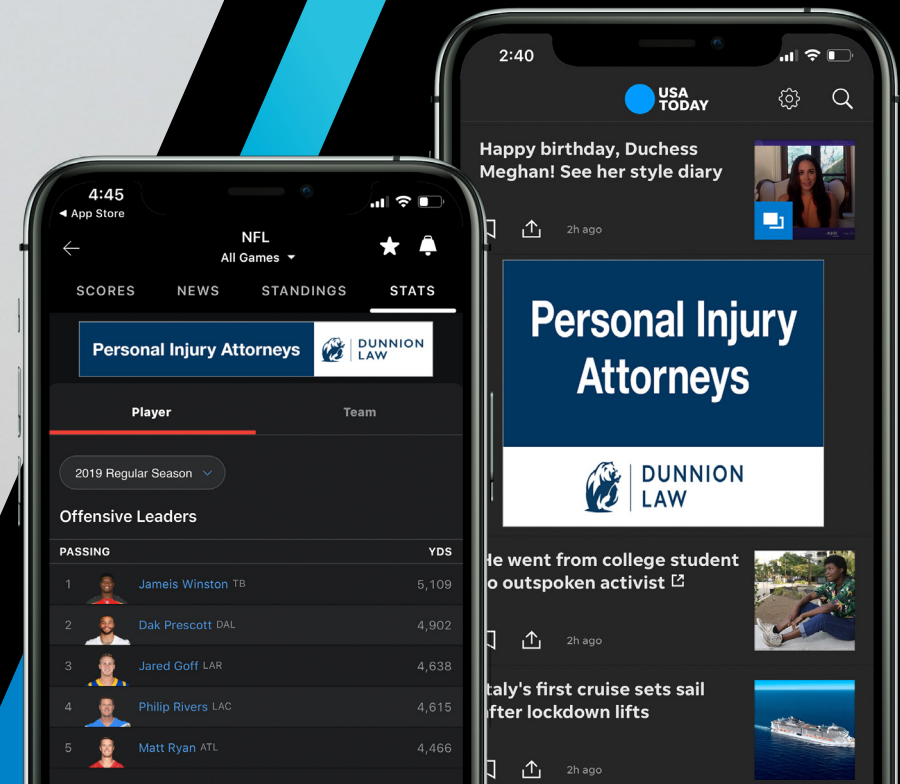 4:45
App Store
NFL
All Games
SCORES NEWS STANDINGS STATS
Personal Injury Attorneys
DUNNION
LAW
Player Team
2019 Regular Season
Offensive Leaders
PASSING YDS
1 Jameis Winston TB 5,109
2 Dak Prescott DAL 4,902
3 Jared Goff LAR 4,638
4 Philip Rivers LAC 4,615
5 Matt Ryan ATL 4,466
2:40
USA
TODAY
Happy birthday, Duchess
Meghan! See her style diary
2h ago
Personal Injury
Attorneys
DUNNION
LAW
He went from college student
to outspoken activist
2h ago
Italy's first cruise sets sail
after lockdown lifts
2h ago